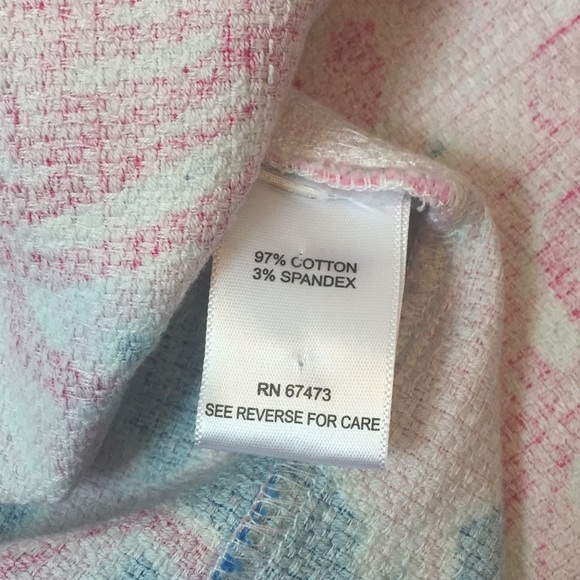 97% COTTON
3% SPANDEX
RN 67473
SEE REVERSE FOR CARE